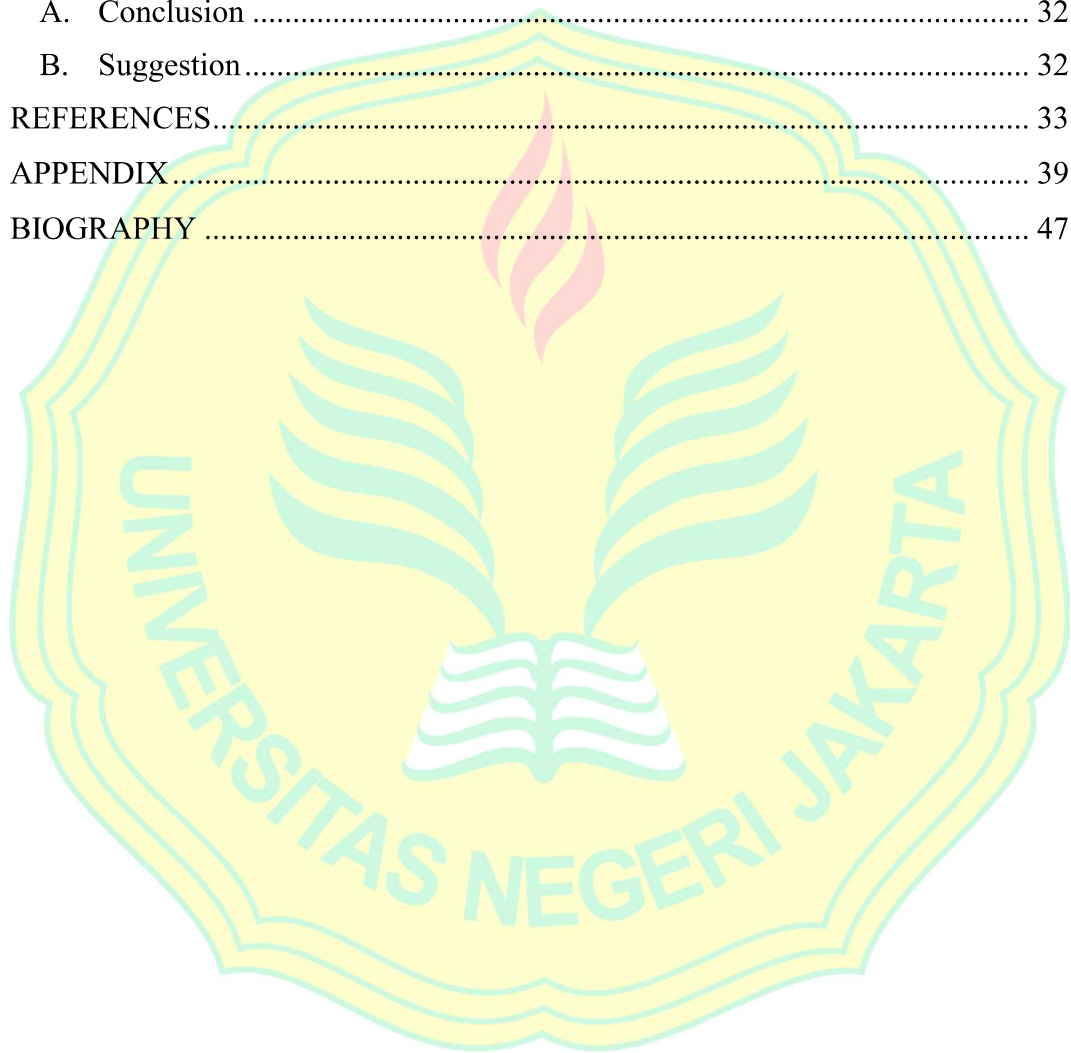 A. Conclusion ................................................................................................ 32
B. Suggestion ................................................................................................. 32
REFERENCES..................................................................................................... 33
APPENDIX .......................................................................................................... 39
BIOGRAPHY ...................................................................................................... 47
UNIVERSITAS NEGERI JAKARTA